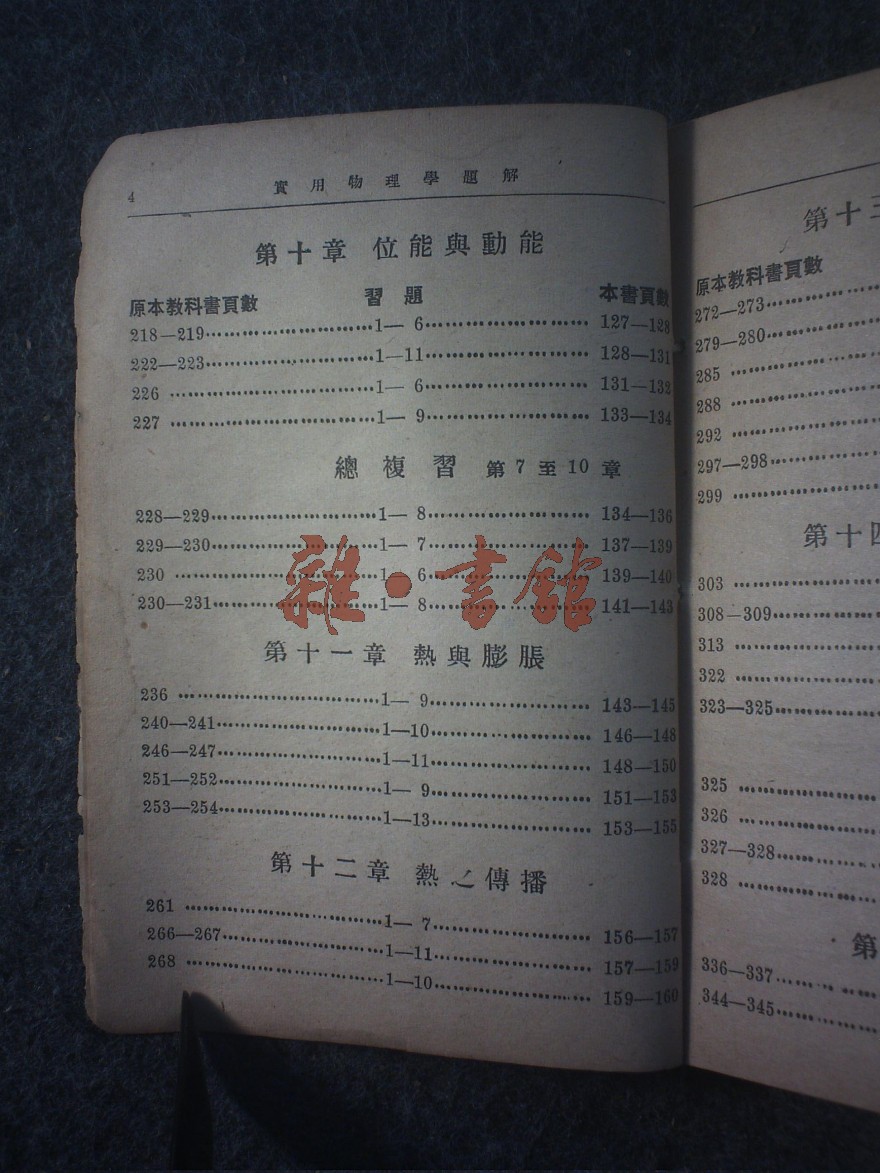 4 實用物理學題解
第十章 位能與動能
原本教科書頁數 習題 本書頁數
218—219 1— 6 127—128
222—223 1—11 128—131
226 1— 6 131—132
227 1— 9 133—134
總複習 第7至10章
228—229 1— 8 134—136
229—230 1— 7 137—139
230 1— 6 139—140
230—231 1— 8 141—143
雜·書館
第十一章 熱與膨脹
236 1— 9 143—145
240—241 1—10 146—148
246—247 1—11 148—150
251—252 1— 9 151—153
253—254 1—13 153—155
第十二章 熱之傳播
261 1— 7 156—157
266—267 1—11 157—159
268 1—10 159—160
第十三
原本教科書頁數
272—273
279—280
285
288
292
297—298
299
第十四
303
308—309
313
322
323—325
325
326
327—328
328
第
336—337
344—345